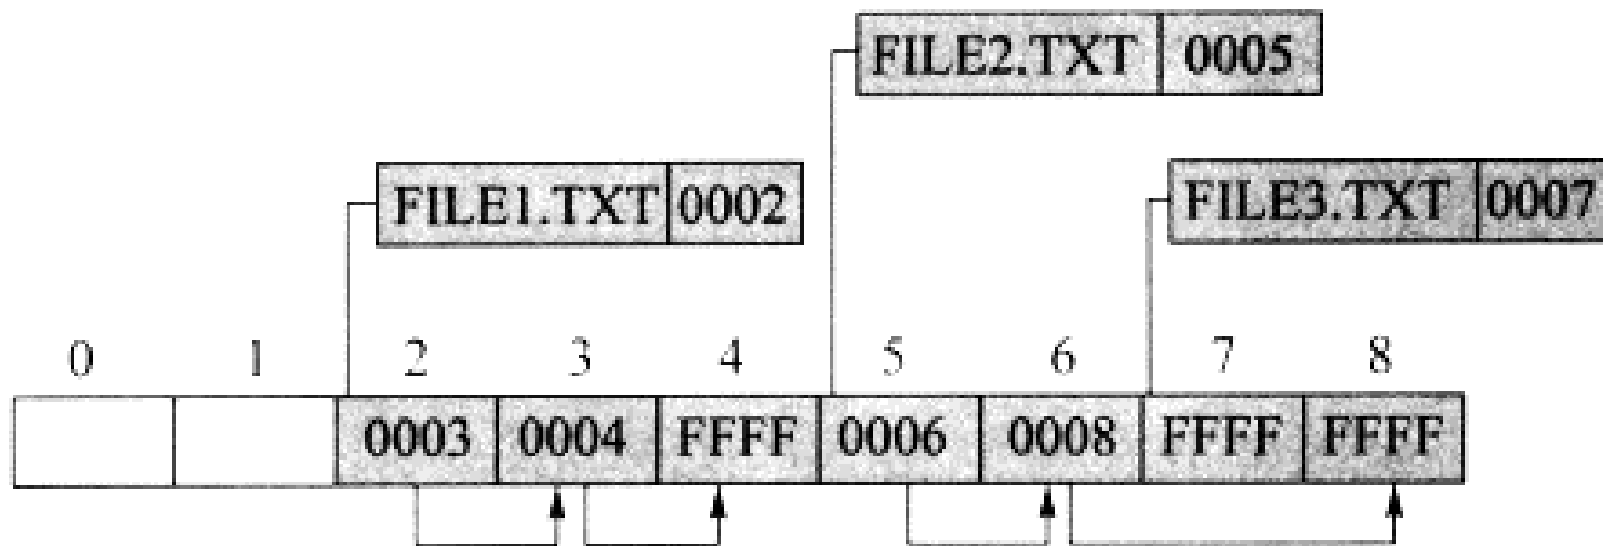 FILE2.TXT 0005
FILE1.TXT 0002
FILE3.TXT 0007
0 1 2 3 4 5 6 7 8
0003 0004 FFFF 0006 0008 FFFF FFFF